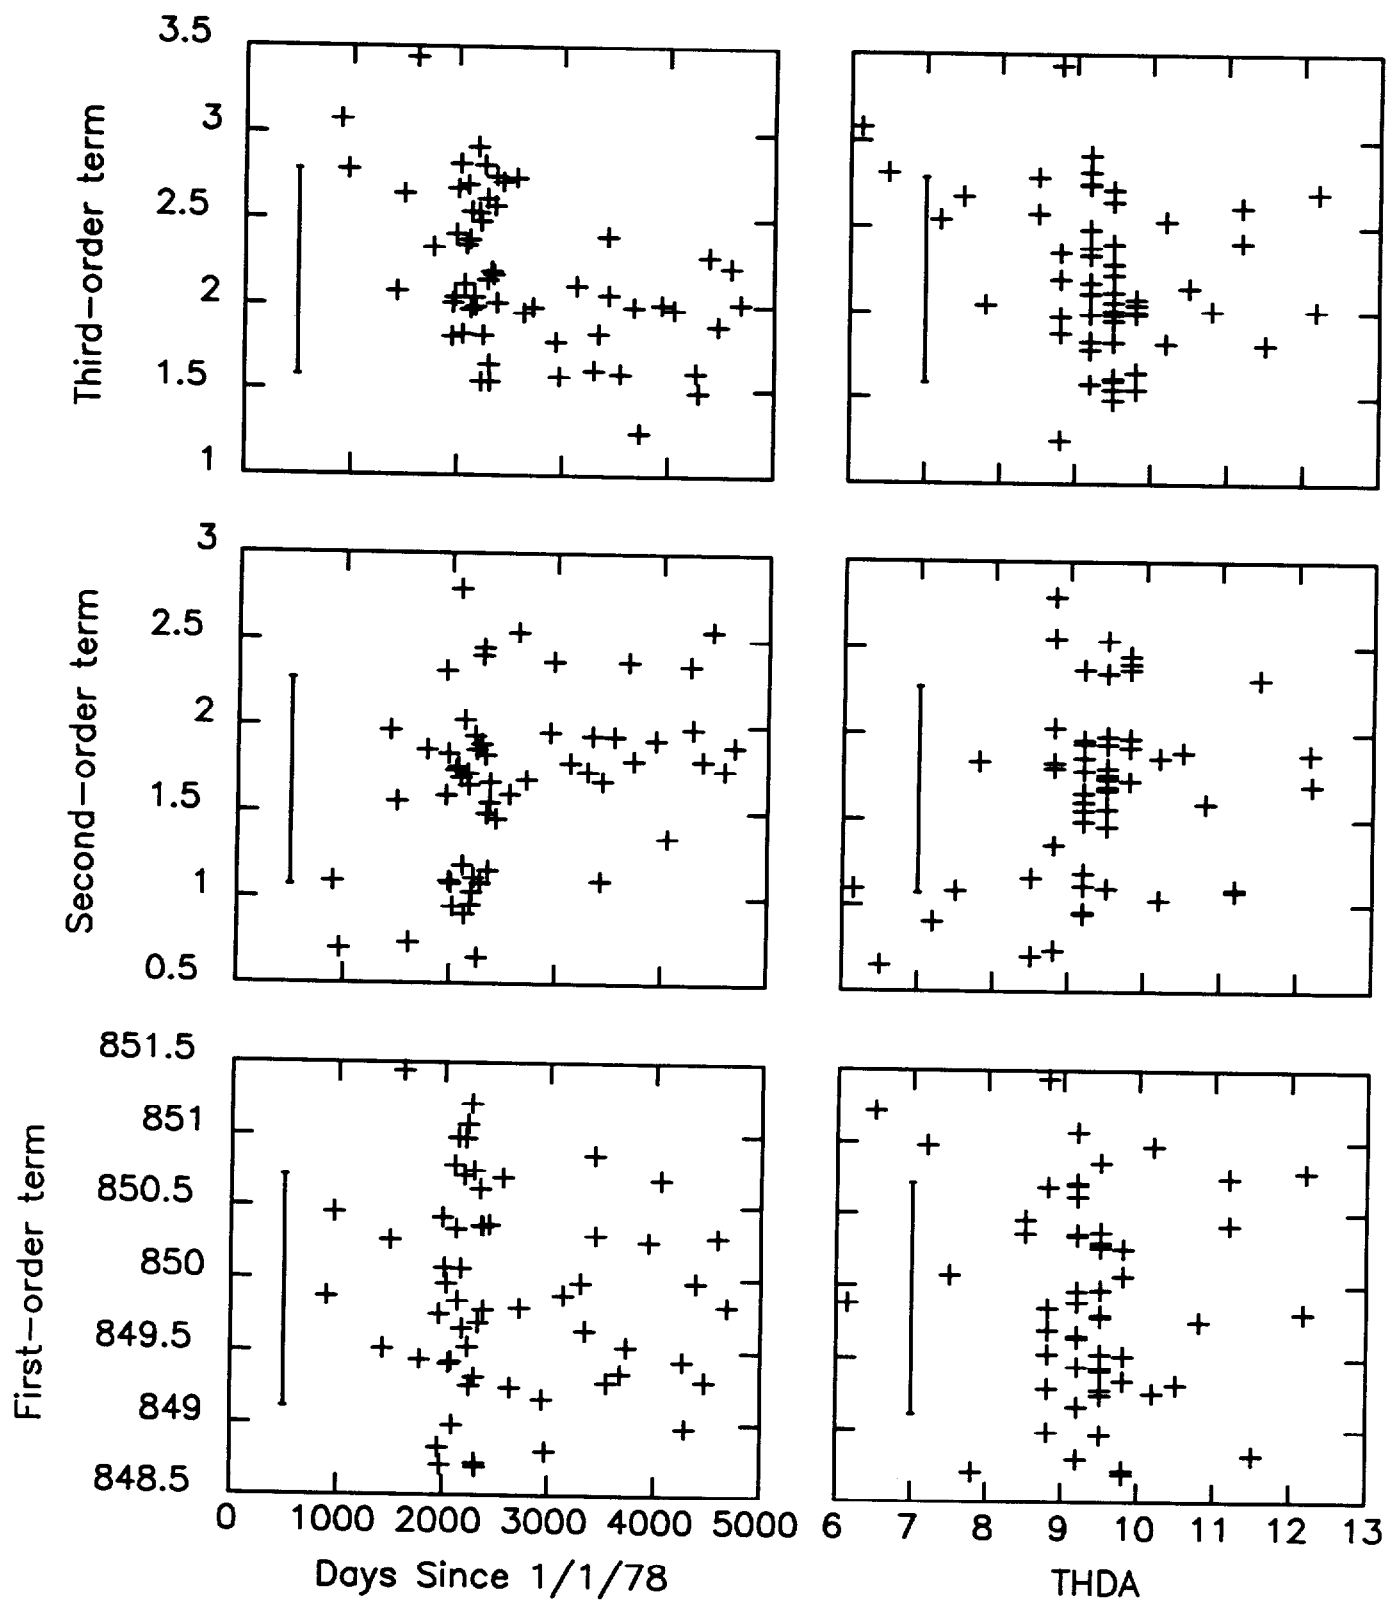 3.5
3
2.5
2
1.5
1
Third-order term
3
2.5
2
1.5
1
0.5
Second-order term
851.5
851
850.5
850
849.5
849
848.5
First-order term
0 1000 2000 3000 4000 5000
Days Since 1/1/78
6 7 8 9 10 11 12 13
THDA